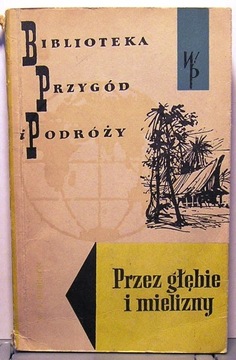 BIBLIOTEKA
WP
PRZYGÓD
i PODRÓŻY
Przez głębie
i mielizny